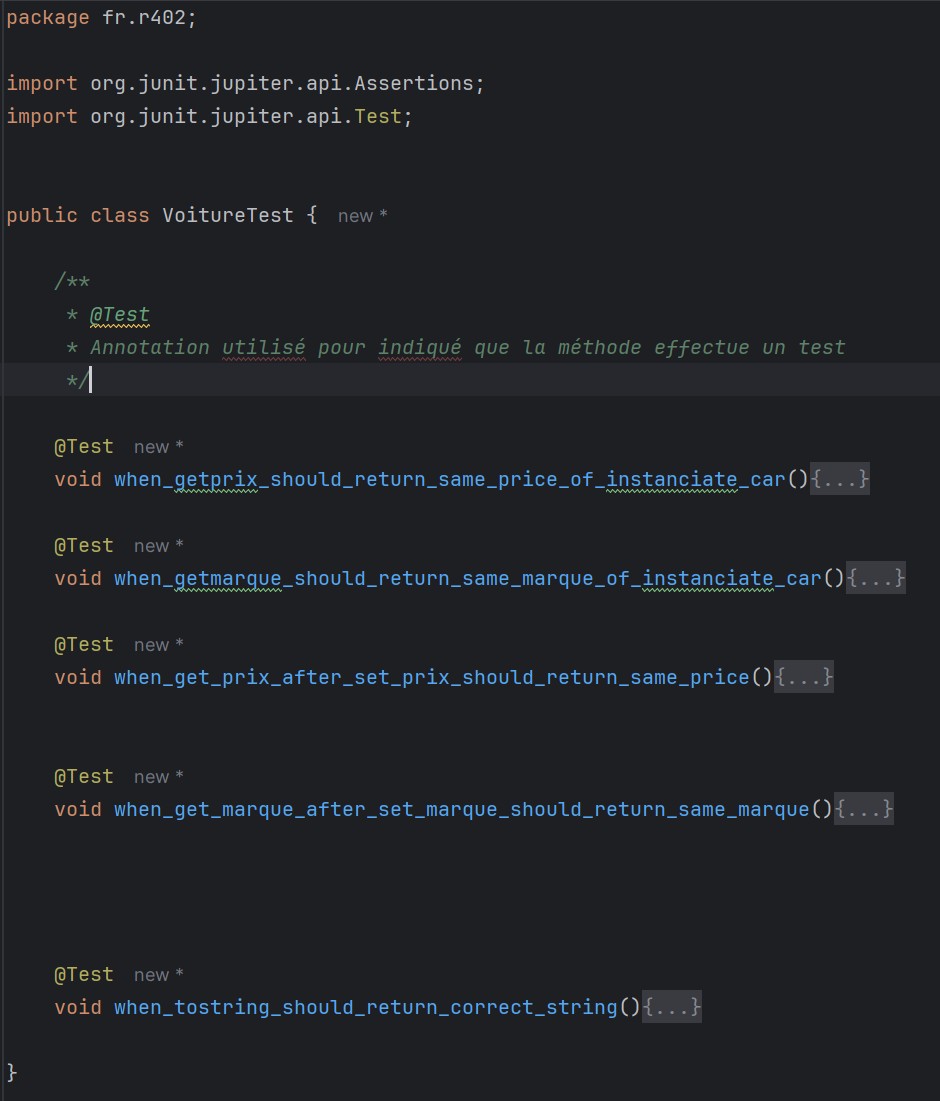 package fr.r402;
import org.junit.jupiter.api.Assertions;
import org.junit.jupiter.api.Test;
public class VoitureTest { new *
/**
* @Test
* Annotation utilisé pour indiqué que la méthode effectue un test
*/
@Test new *
void when_getprix_should_return_same_price_of_instanciate_car(){...}
@Test new *
void when_getmarque_should_return_same_marque_of_instanciate_car(){...}
@Test new *
void when_get_prix_after_set_prix_should_return_same_price(){...}
@Test new *
void when_get_marque_after_set_marque_should_return_same_marque(){...}
@Test new *
void when_tostring_should_return_correct_string(){...}
}